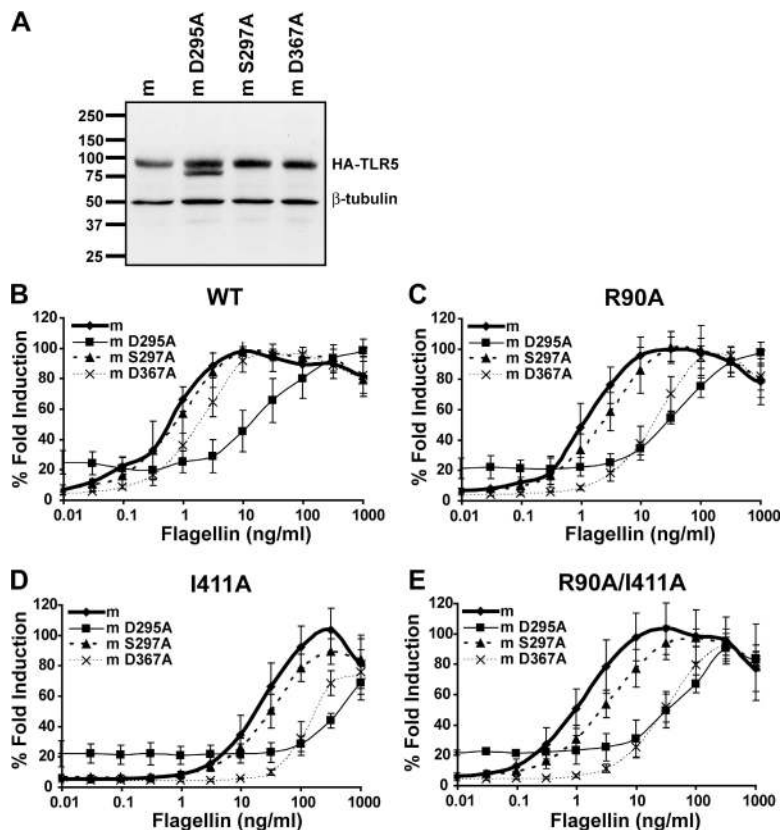 A
m
m D295A
m S297A
m D367A
250
150
100
75
50
37
25
HA-TLR5
β-tubulin
B
WT
% Fold Induction
120
100
80
60
40
20
0
m
m D295A
m S297A
m D367A
0.01 0.1 1 10 100 1000
Flagellin (ng/ml)
C
R90A
% Fold Induction
120
100
80
60
40
20
0
m
m D295A
m S297A
m D367A
0.01 0.1 1 10 100 1000
Flagellin (ng/ml)
D
I411A
% Fold Induction
120
100
80
60
40
20
0
m
m D295A
m S297A
m D367A
0.01 0.1 1 10 100 1000
Flagellin (ng/ml)
E
R90A/I411A
% Fold Induction
120
100
80
60
40
20
0
m
m D295A
m S297A
m D367A
0.01 0.1 1 10 100 1000
Flagellin (ng/ml)